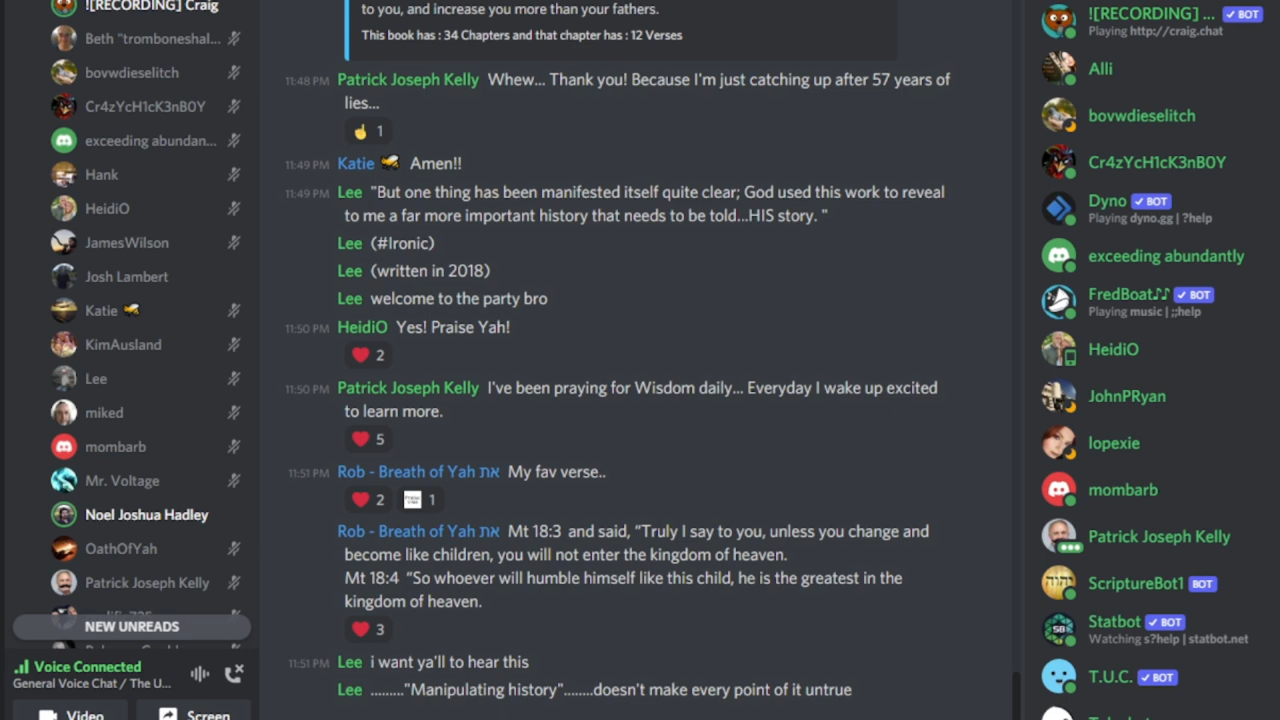 ![RECORDING] Craig
Beth "tromboneshal...
bovwdieselitch
Cr4zYcH1cK3nB0Y
exceeding abundan...
Hank
HeidiO
JamesWilson
Josh Lambert
Katie
KimAusland
Lee
miked
mombarb
Mr. Voltage
Noel Joshua Hadley
OathOfYah
Patrick Joseph Kelly
NEW UNREADS
Voice Connected
General Voice Chat / The U...
Video
Screen
to you, and increase you more than your fathers.
This book has : 34 Chapters and that chapter has : 12 Verses
11:48 PM Patrick Joseph Kelly Whew... Thank you! Because I'm just catching up after 57 years of
lies...
1
11:49 PM Katie Amen!!
11:49 PM Lee "But one thing has been manifested itself quite clear; God used this work to reveal
to me a far more important history that needs to be told...HIS story. "
Lee (#Ironic)
Lee (written in 2018)
Lee welcome to the party bro
11:50 PM HeidiO Yes! Praise Yah!
2
11:50 PM Patrick Joseph Kelly I've been praying for Wisdom daily... Everyday I wake up excited
to learn more.
5
11:51 PM Rob - Breath of Yah את My fav verse..
2 1
Rob - Breath of Yah את Mt 18:3 and said, “Truly I say to you, unless you change and
become like children, you will not enter the kingdom of heaven.
Mt 18:4 “So whoever will humble himself like this child, he is the greatest in the
kingdom of heaven.
3
11:51 PM Lee i want ya'll to hear this
Lee ........."Manipulating history".......doesn't make every point of it untrue
![RECORDING] ... BOT
Playing http://craig.chat
Alli
bovwdieselitch
Cr4zYcH1cK3nB0Y
Dyno BOT
Playing dyno.gg | ?help
exceeding abundantly
FredBoat♪♪ BOT
Playing music | ;;help
HeidiO
JohnPRyan
lopexie
mombarb
Patrick Joseph Kelly
יהוה
ScriptureBot1 BOT
SB
Statbot BOT
Watching s?help | statbot.net
T.U.C. BOT